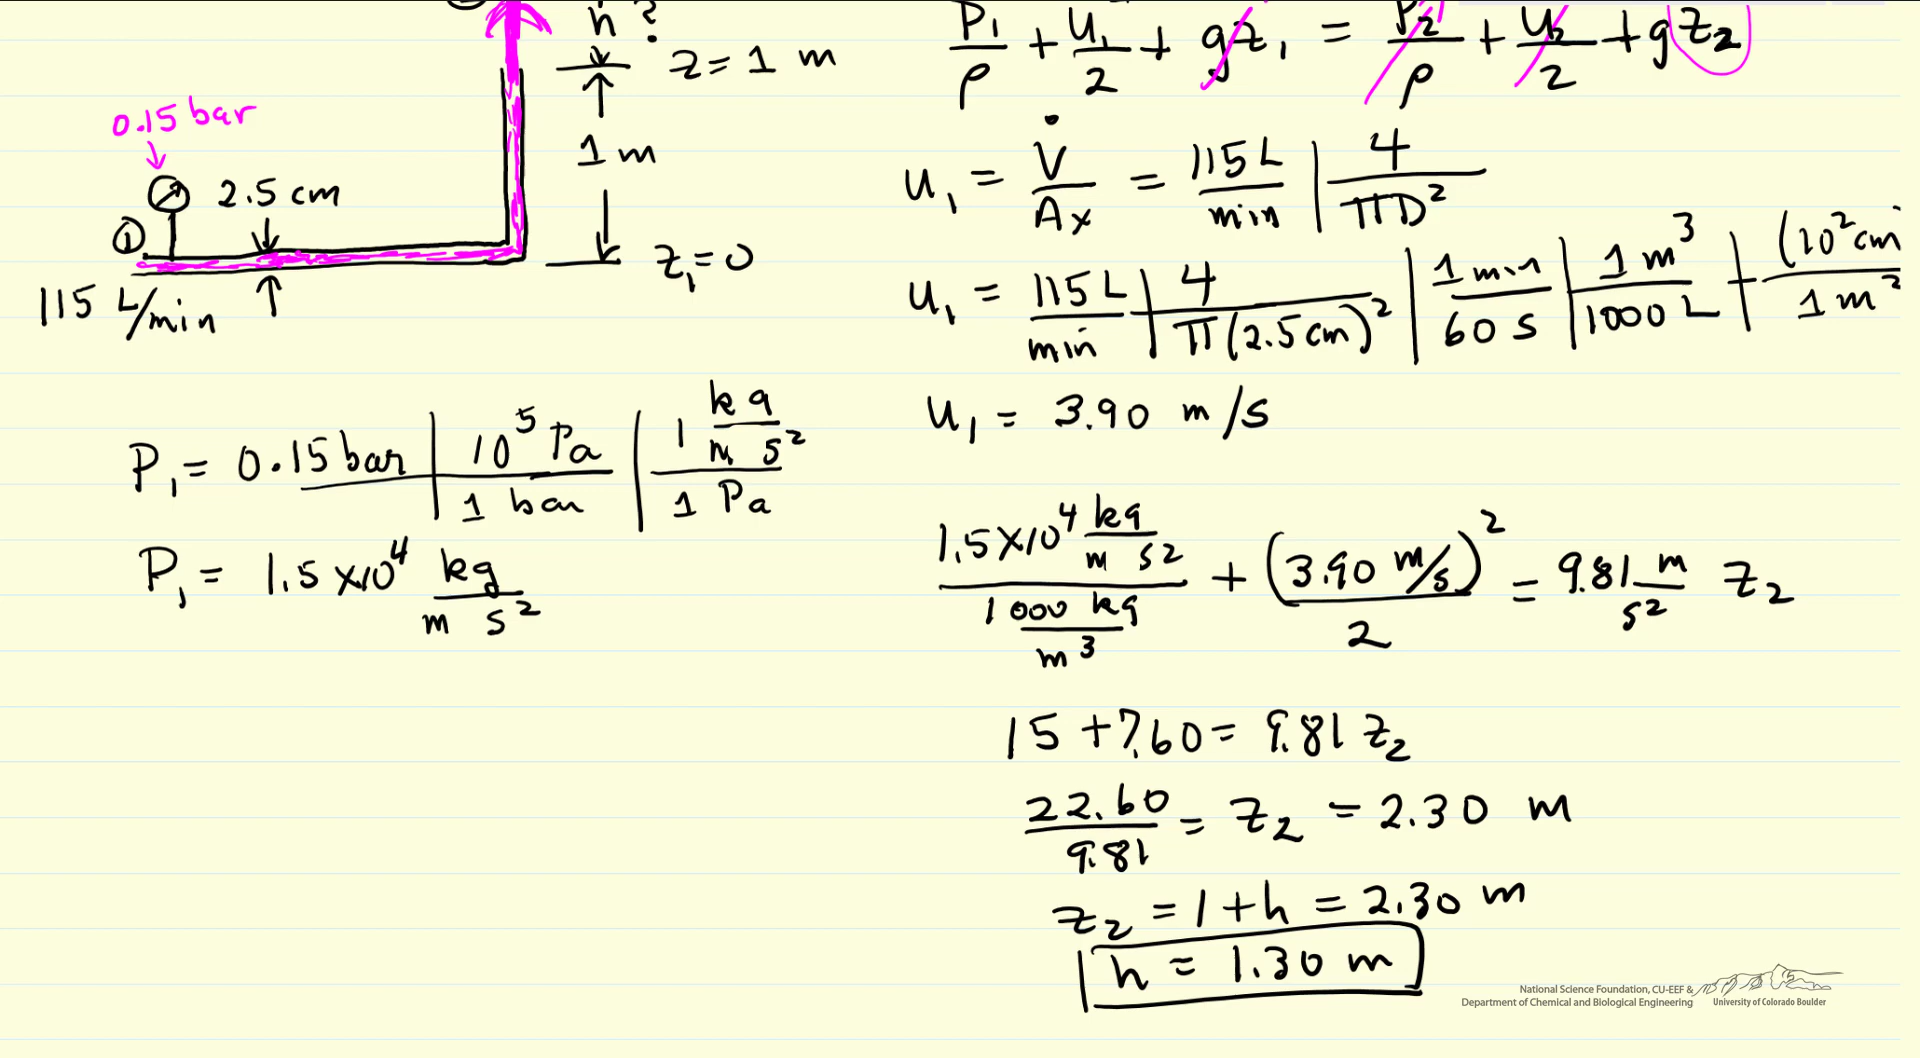 h ?
z = 1 m
0.15 bar
2.5 cm
①
1 m
z₁ = 0
115 L/min
P₁/ρ + u₁/2 + gz₁ = P₂/ρ + u₂/2 + gz₂
u₁ = V̇/Ax = 115 L/min | 4/πD²
u₁ = 115 L/min | 4/π(2.5 cm)² | 1 min/60 s | 1 m³/1000 L | (10² cm/1 m²
u₁ = 3.90 m/s
P₁ = 0.15 bar | 10⁵ Pa/1 bar | 1 kg/m s²/1 Pa
P₁ = 1.5 × 10⁴ kg/m s²
1.5 × 10⁴ kg/m s²/1000 kg/m³ + (3.90 m/s)²/2 = 9.81 m/s² z₂
15 + 7.60 = 9.81 z₂
22.60/9.81 = z₂ = 2.30 m
z₂ = 1 + h = 2.30 m
h = 1.30 m
National Science Foundation, CU-EEF &
Department of Chemical and Biological Engineering
University of Colorado Boulder